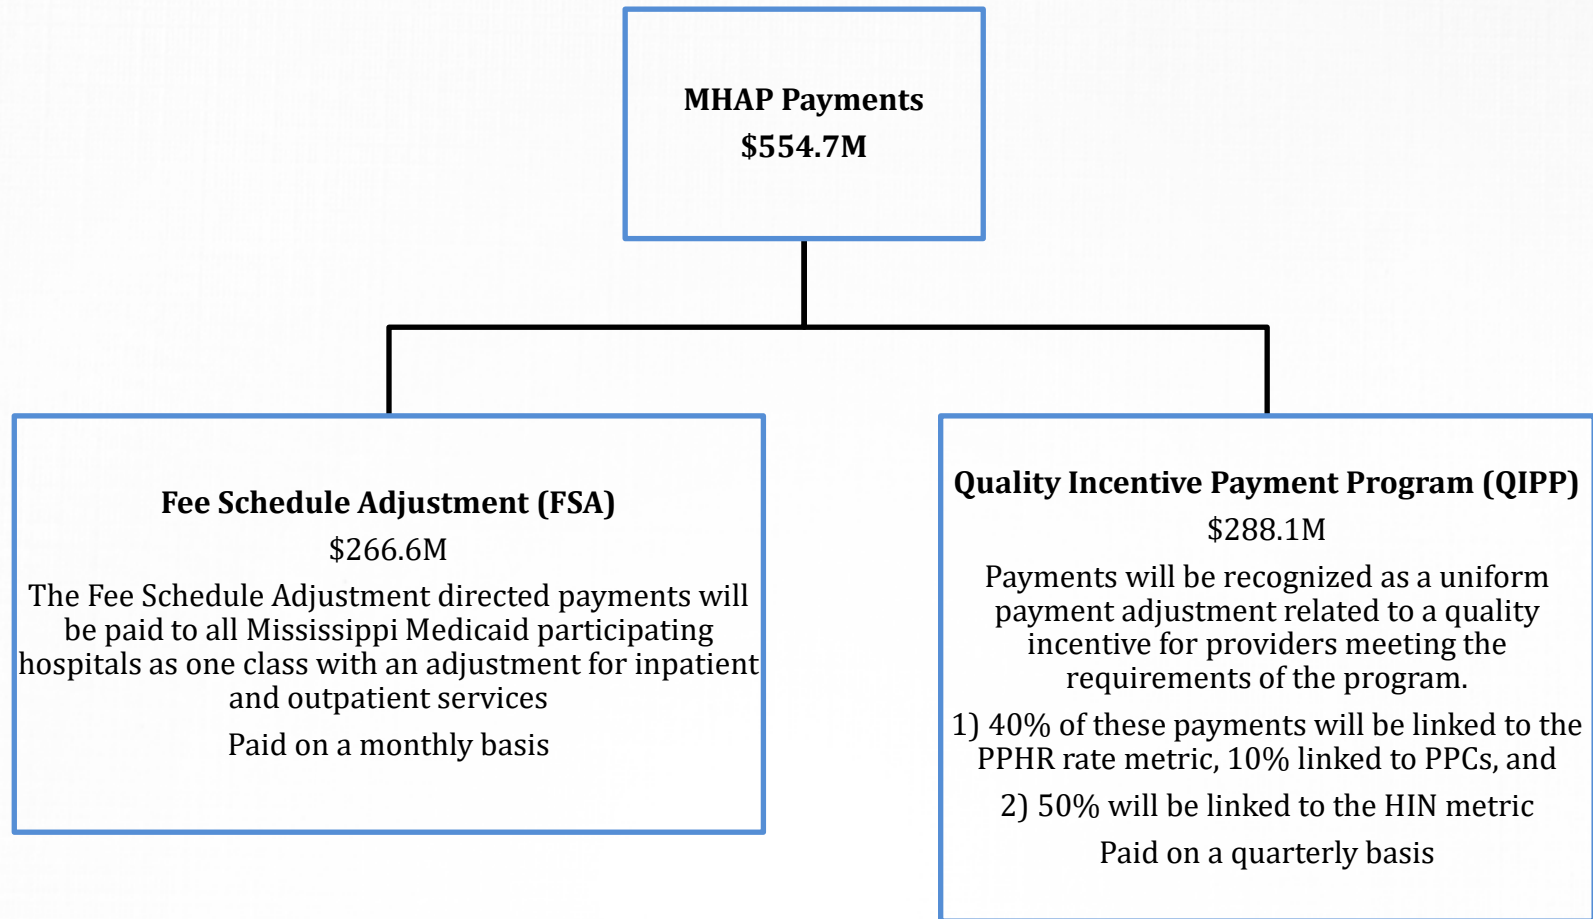 MHAP Payments
$554.7M
Fee Schedule Adjustment (FSA)
$266.6M
The Fee Schedule Adjustment directed payments will
be paid to all Mississippi Medicaid participating
hospitals as one class with an adjustment for inpatient
and outpatient services
Paid on a monthly basis
Quality Incentive Payment Program (QIPP)
$288.1M
Payments will be recognized as a uniform
payment adjustment related to a quality
incentive for providers meeting the
requirements of the program.
1) 40% of these payments will be linked to the
PPHR rate metric, 10% linked to PPCs, and
2) 50% will be linked to the HIN metric
Paid on a quarterly basis